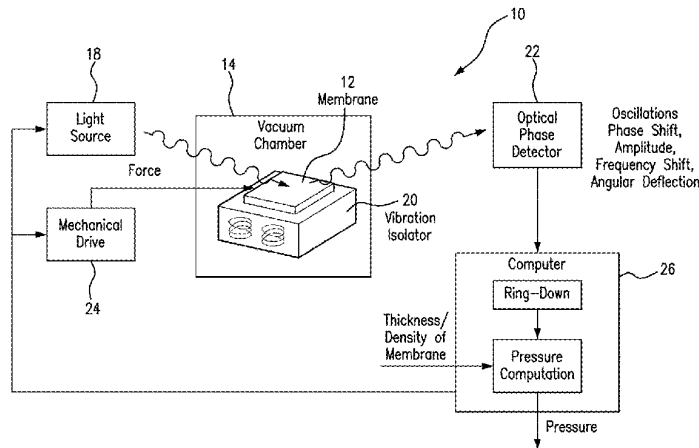 10
18
Light
Source
14
12
Membrane
Vacuum
Chamber
22
Optical
Phase
Detector
Oscillations
Phase Shift,
Amplitude,
Frequency Shift,
Angular Deflection
Force
Mechanical
Drive
24
20
Vibration
Isolator
Computer
26
Ring-Down
Thickness/
Density of
Membrane
Pressure
Computation
Pressure